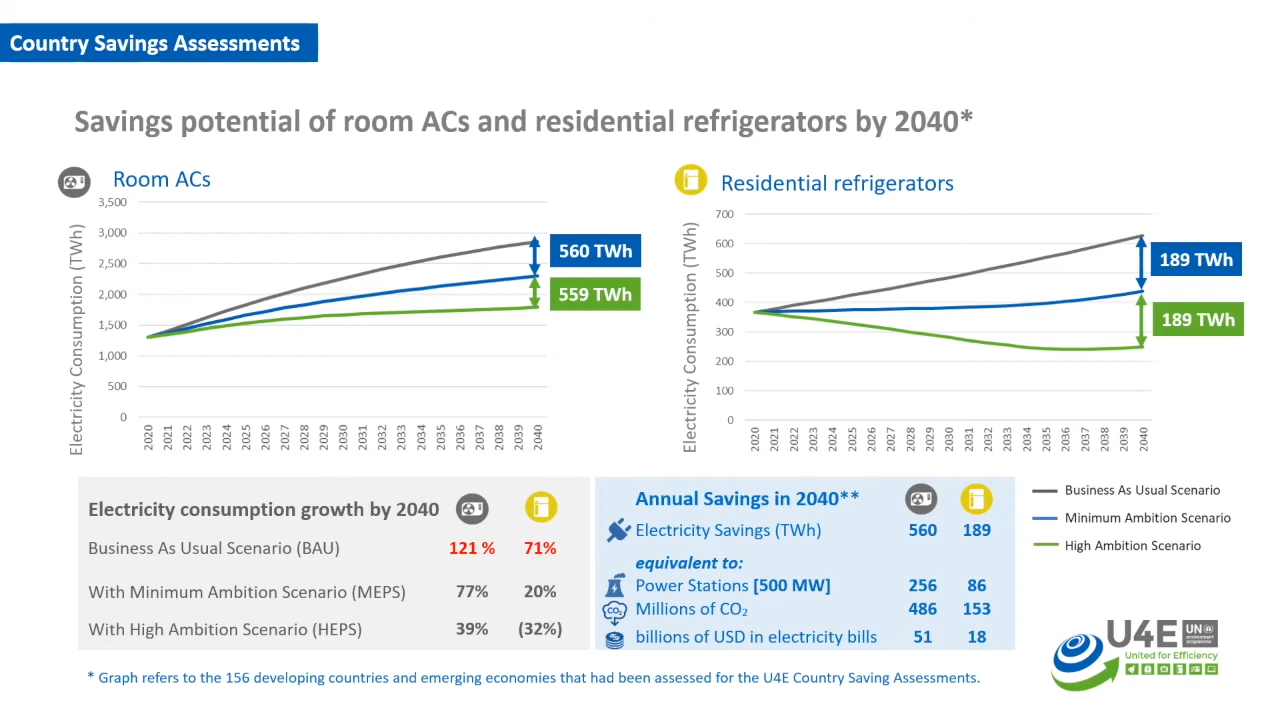 Country Savings Assessments
Savings potential of room ACs and residential refrigerators by 2040*
Room ACs
Electricity Consumption (TWh)
3,500
3,000
2,500
2,000
1,500
1,000
500
0
2020 2021 2022 2023 2024 2025 2026 2027 2028 2029 2030 2031 2032 2033 2034 2035 2036 2037 2038 2039 2040
560 TWh
559 TWh
Residential refrigerators
Electricity Consumption (TWh)
700
600
500
400
300
200
100
0
2020 2021 2022 2023 2024 2025 2026 2027 2028 2029 2030 2031 2032 2033 2034 2035 2036 2037 2038 2039 2040
189 TWh
189 TWh
Electricity consumption growth by 2040
Business As Usual Scenario (BAU) 121 % 71%
With Minimum Ambition Scenario (MEPS) 77% 20%
With High Ambition Scenario (HEPS) 39% (32%)
Annual Savings in 2040**
Electricity Savings (TWh) 560 189
equivalent to:
Power Stations [500 MW] 256 86
CO₂ Millions of CO₂ 486 153
billions of USD in electricity bills 51 18
Business As Usual Scenario
Minimum Ambition Scenario
High Ambition Scenario
* Graph refers to the 156 developing countries and emerging economies that had been assessed for the U4E Country Saving Assessments.
U4E UN
environment
programme
United for Efficiency